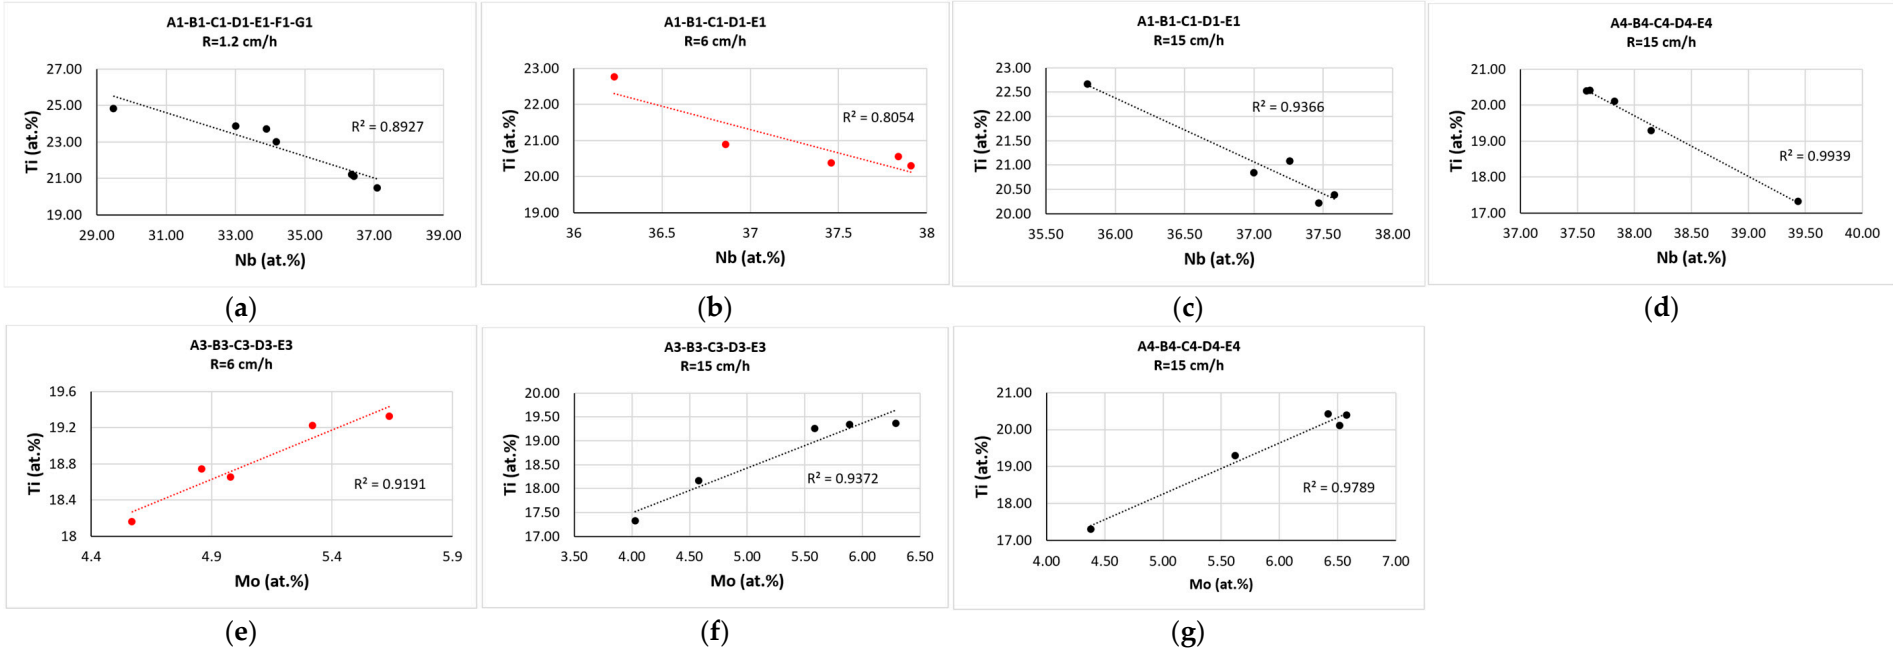 A1-B1-C1-D1-E1-F1-G1
R=1.2 cm/h
27.00
25.00
23.00
21.00
19.00
Ti (at.%)
R² = 0.8927
29.00 31.00 33.00 35.00 37.00 39.00
Nb (at.%)
(a)
A1-B1-C1-D1-E1
R=6 cm/h
23.00
22.00
21.00
20.00
19.00
Ti (at.%)
R² = 0.8054
36 36.5 37 37.5 38
Nb (at.%)
(b)
A1-B1-C1-D1-E1
R=15 cm/h
23.00
22.50
22.00
21.50
21.00
20.50
20.00
Ti (at.%)
R² = 0.9366
35.50 36.00 36.50 37.00 37.50 38.00
Nb (at.%)
(c)
A4-B4-C4-D4-E4
R=15 cm/h
21.00
20.00
19.00
18.00
17.00
Ti (at.%)
R² = 0.9939
37.00 37.50 38.00 38.50 39.00 39.50 40.00
Nb (at.%)
(d)
A3-B3-C3-D3-E3
R=6 cm/h
19.6
19.2
18.8
18.4
18
Ti (at.%)
R² = 0.9191
4.4 4.9 5.4 5.9
Mo (at.%)
(e)
A3-B3-C3-D3-E3
R=15 cm/h
20.00
19.50
19.00
18.50
18.00
17.50
17.00
Ti (at.%)
R² = 0.9372
3.50 4.00 4.50 5.00 5.50 6.00 6.50
Mo (at.%)
(f)
A4-B4-C4-D4-E4
R=15 cm/h
21.00
20.00
19.00
18.00
17.00
Ti (at.%)
R² = 0.9789
4.00 4.50 5.00 5.50 6.00 6.50 7.00
Mo (at.%)
(g)